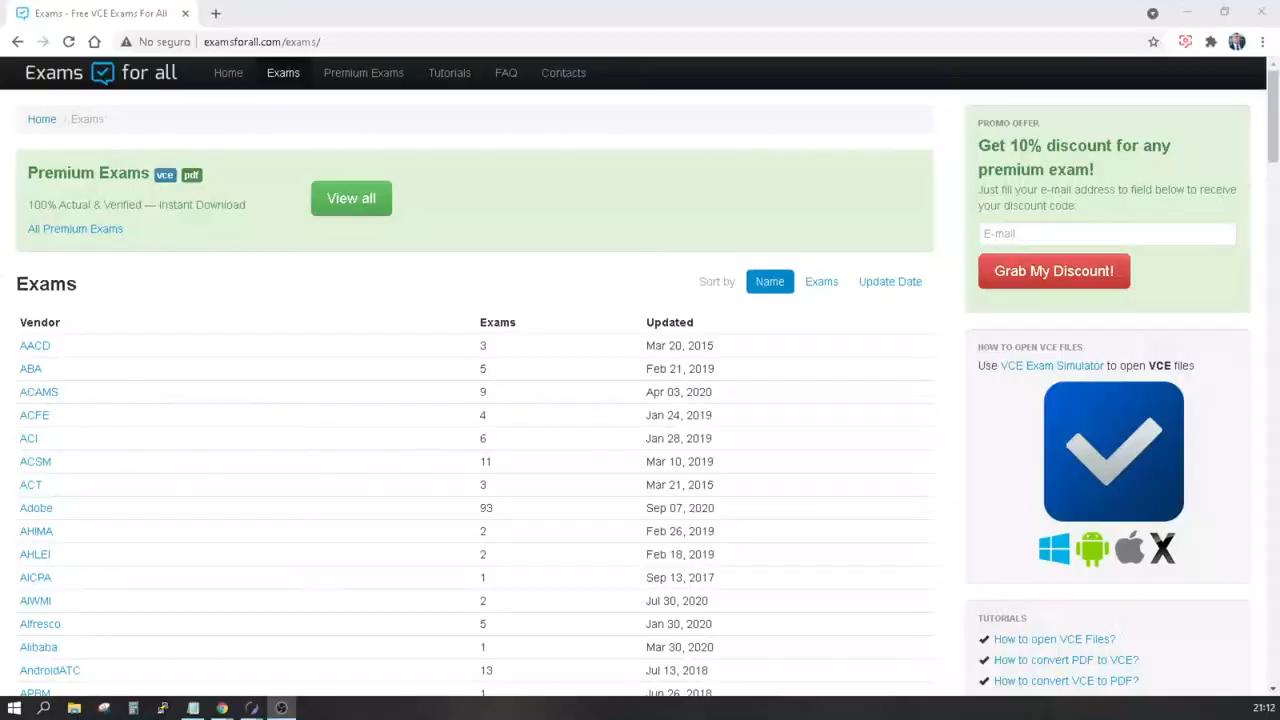 Exams - Free VCE Exams For All
No seguro
examsforall.com/exams/
Exams for all
Home
Exams
Premium Exams
Tutorials
FAQ
Contacts
Home / Exams
Premium Exams vce pdf
100% Actual & Verified — Instant Download
All Premium Exams
View all
Exams
Sort by Name Exams Update Date
Vendor Exams Updated
AACD 3 Mar 20, 2015
ABA 5 Feb 21, 2019
ACAMS 9 Apr 03, 2020
ACFE 4 Jan 24, 2019
ACI 6 Jan 28, 2019
ACSM 11 Mar 10, 2019
ACT 3 Mar 21, 2015
Adobe 93 Sep 07, 2020
AHIMA 2 Feb 26, 2019
AHLEI 2 Feb 18, 2019
AICPA 1 Sep 13, 2017
AIWMI 2 Jul 30, 2020
Alfresco 5 Jan 30, 2020
Alibaba 1 Mar 30, 2020
AndroidATC 13 Jul 13, 2018
APBM 1 Jun 26, 2018
PROMO OFFER
Get 10% discount for any
premium exam!
Just fill your e-mail address to field below to receive
your discount code:
E-mail
Grab My Discount!
HOW TO OPEN VCE FILES
Use VCE Exam Simulator to open VCE files
TUTORIALS
How to open VCE Files?
How to convert PDF to VCE?
How to convert VCE to PDF?
21:12